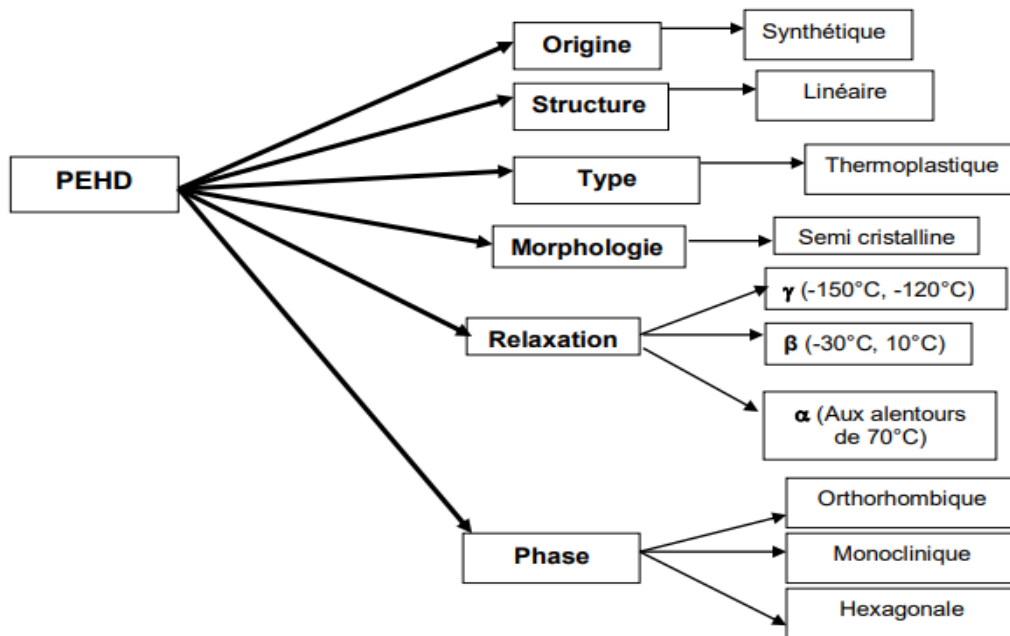 PEHD
Origine
Synthétique
Structure
Linéaire
Type
Thermoplastique
Morphologie
Semi cristalline
Relaxation
γ (-150°C, -120°C)
β (-30°C, 10°C)
α (Aux alentours
de 70°C)
Phase
Orthorhombique
Monoclinique
Hexagonale